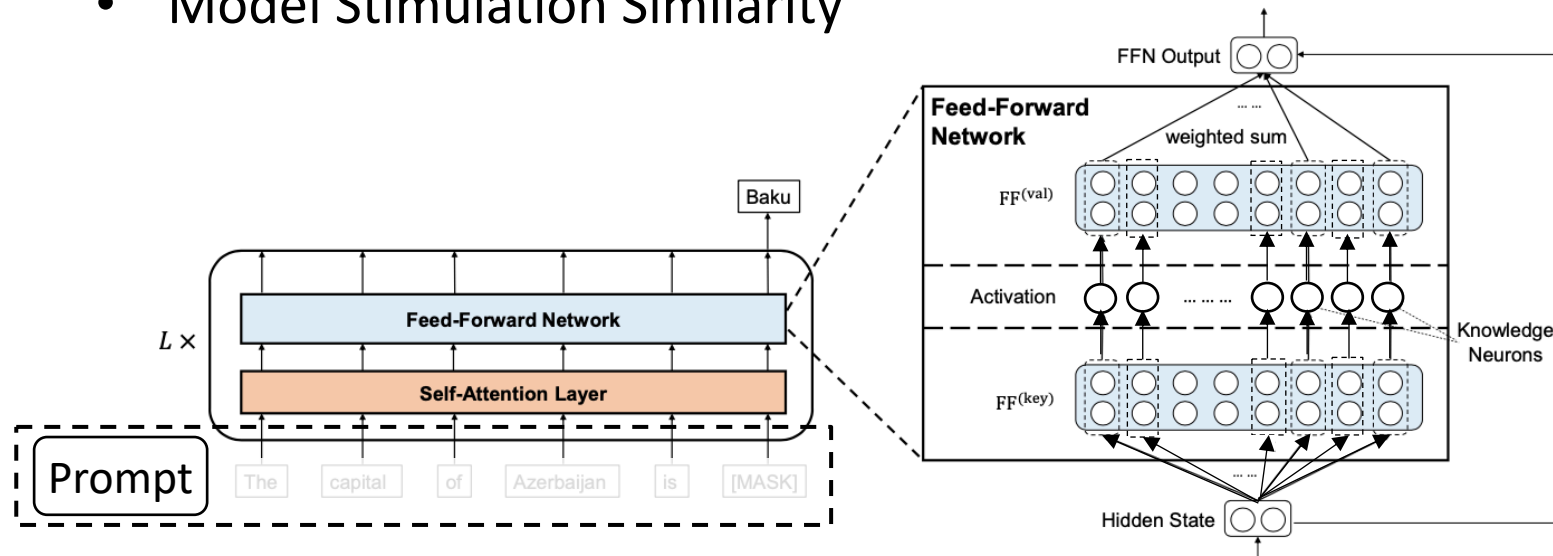 • Model Stimulation Similarity
FFN Output
Feed-Forward
Network
... ...
weighted sum
FF(val)
Baku
Activation
... ... ...
L ×
Feed-Forward Network
Knowledge
Neurons
Self-Attention Layer
FF(key)
Prompt
The capital of Azerbaijan is [MASK]
... ...
Hidden State